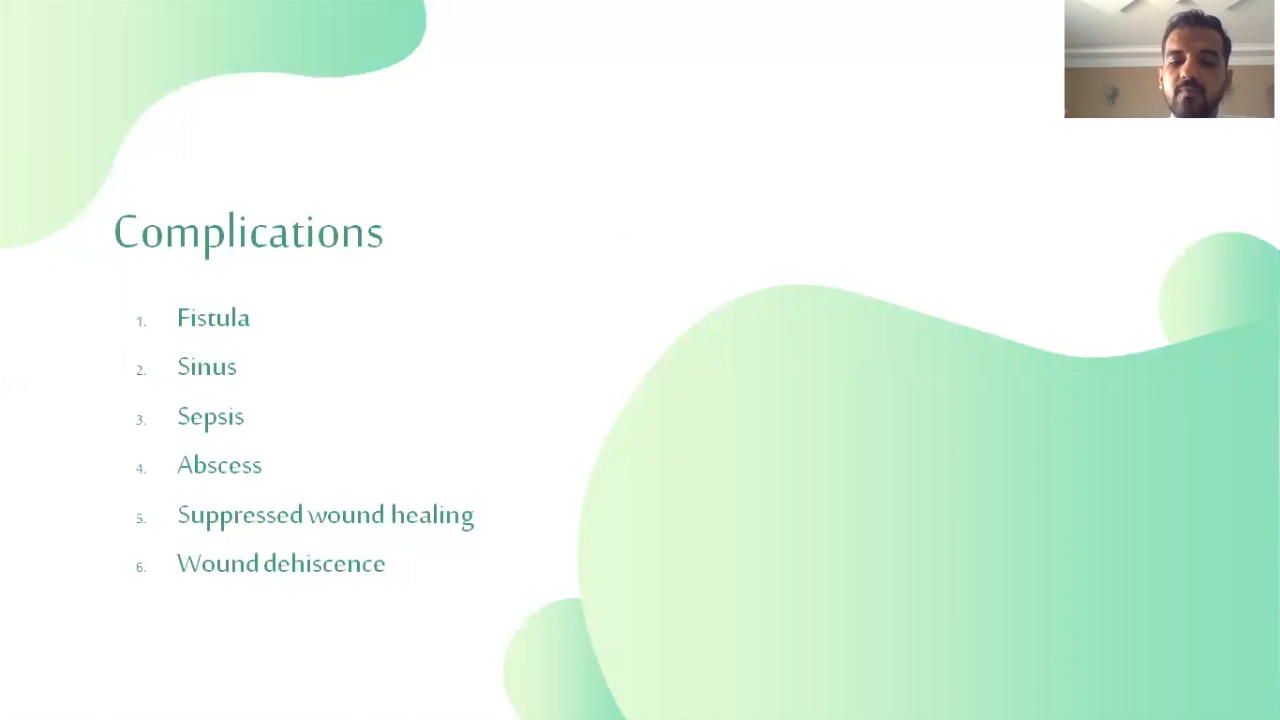 Complications
1. Fistula
2. Sinus
3. Sepsis
4. Abscess
5. Suppressed wound healing
6. Wound dehiscence